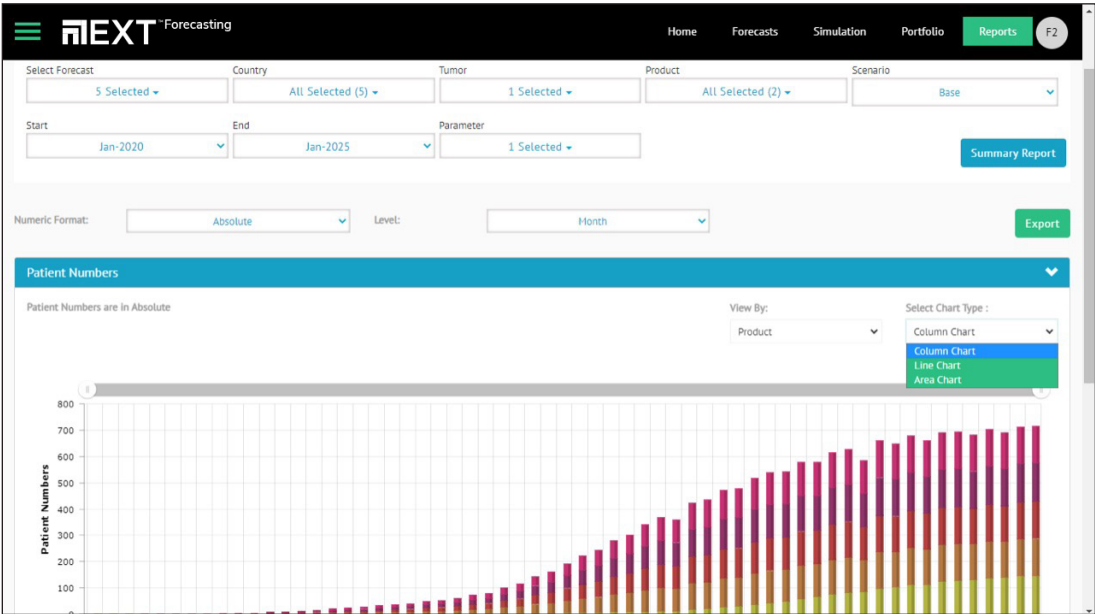 nEXT™ Forecasting
Home Forecasts Simulation Portfolio Reports F2
Select Forecast Country Tumor Product Scenario
5 Selected All Selected (5) 1 Selected All Selected (2) Base
Start End Parameter
Jan-2020 Jan-2025 1 Selected
Summary Report
Numeric Format: Absolute Level: Month Export
Patient Numbers
Patient Numbers are in Absolute View By: Select Chart Type :
Product Column Chart
Column Chart
Line Chart
Area Chart
800
700
600
500
400
300
200
100
0
Patient Numbers